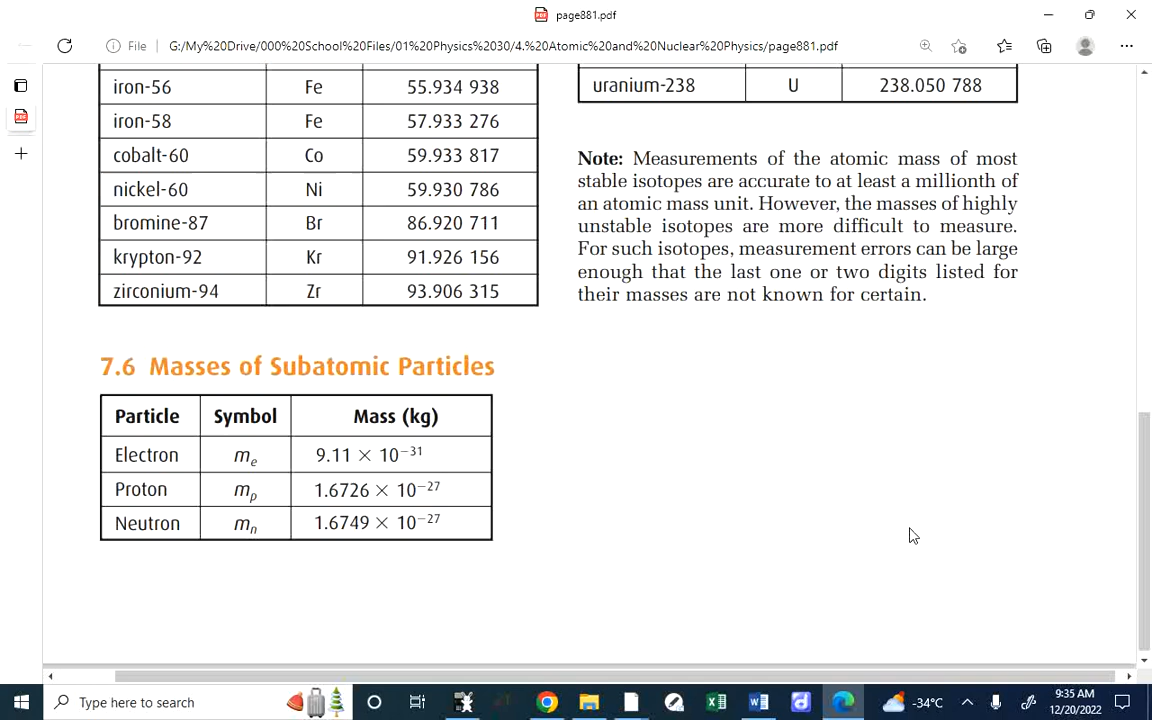 page881.pdf
File
G:/My%20Drive/000%20School%20Files/01%20Physics%2030/4.%20Atomic%20and%20Nuclear%20Physics/page881.pdf
iron-56 Fe 55.934 938
iron-58 Fe 57.933 276
cobalt-60 Co 59.933 817
nickel-60 Ni 59.930 786
bromine-87 Br 86.920 711
krypton-92 Kr 91.926 156
zirconium-94 Zr 93.906 315
uranium-238 U 238.050 788
Note: Measurements of the atomic mass of most
stable isotopes are accurate to at least a millionth of
an atomic mass unit. However, the masses of highly
unstable isotopes are more difficult to measure.
For such isotopes, measurement errors can be large
enough that the last one or two digits listed for
their masses are not known for certain.
7.6 Masses of Subatomic Particles
Particle Symbol Mass (kg)
Electron mₑ 9.11 × 10⁻³¹
Proton mₚ 1.6726 × 10⁻²⁷
Neutron mₙ 1.6749 × 10⁻²⁷
Type here to search
-34°C
9:35 AM
12/20/2022